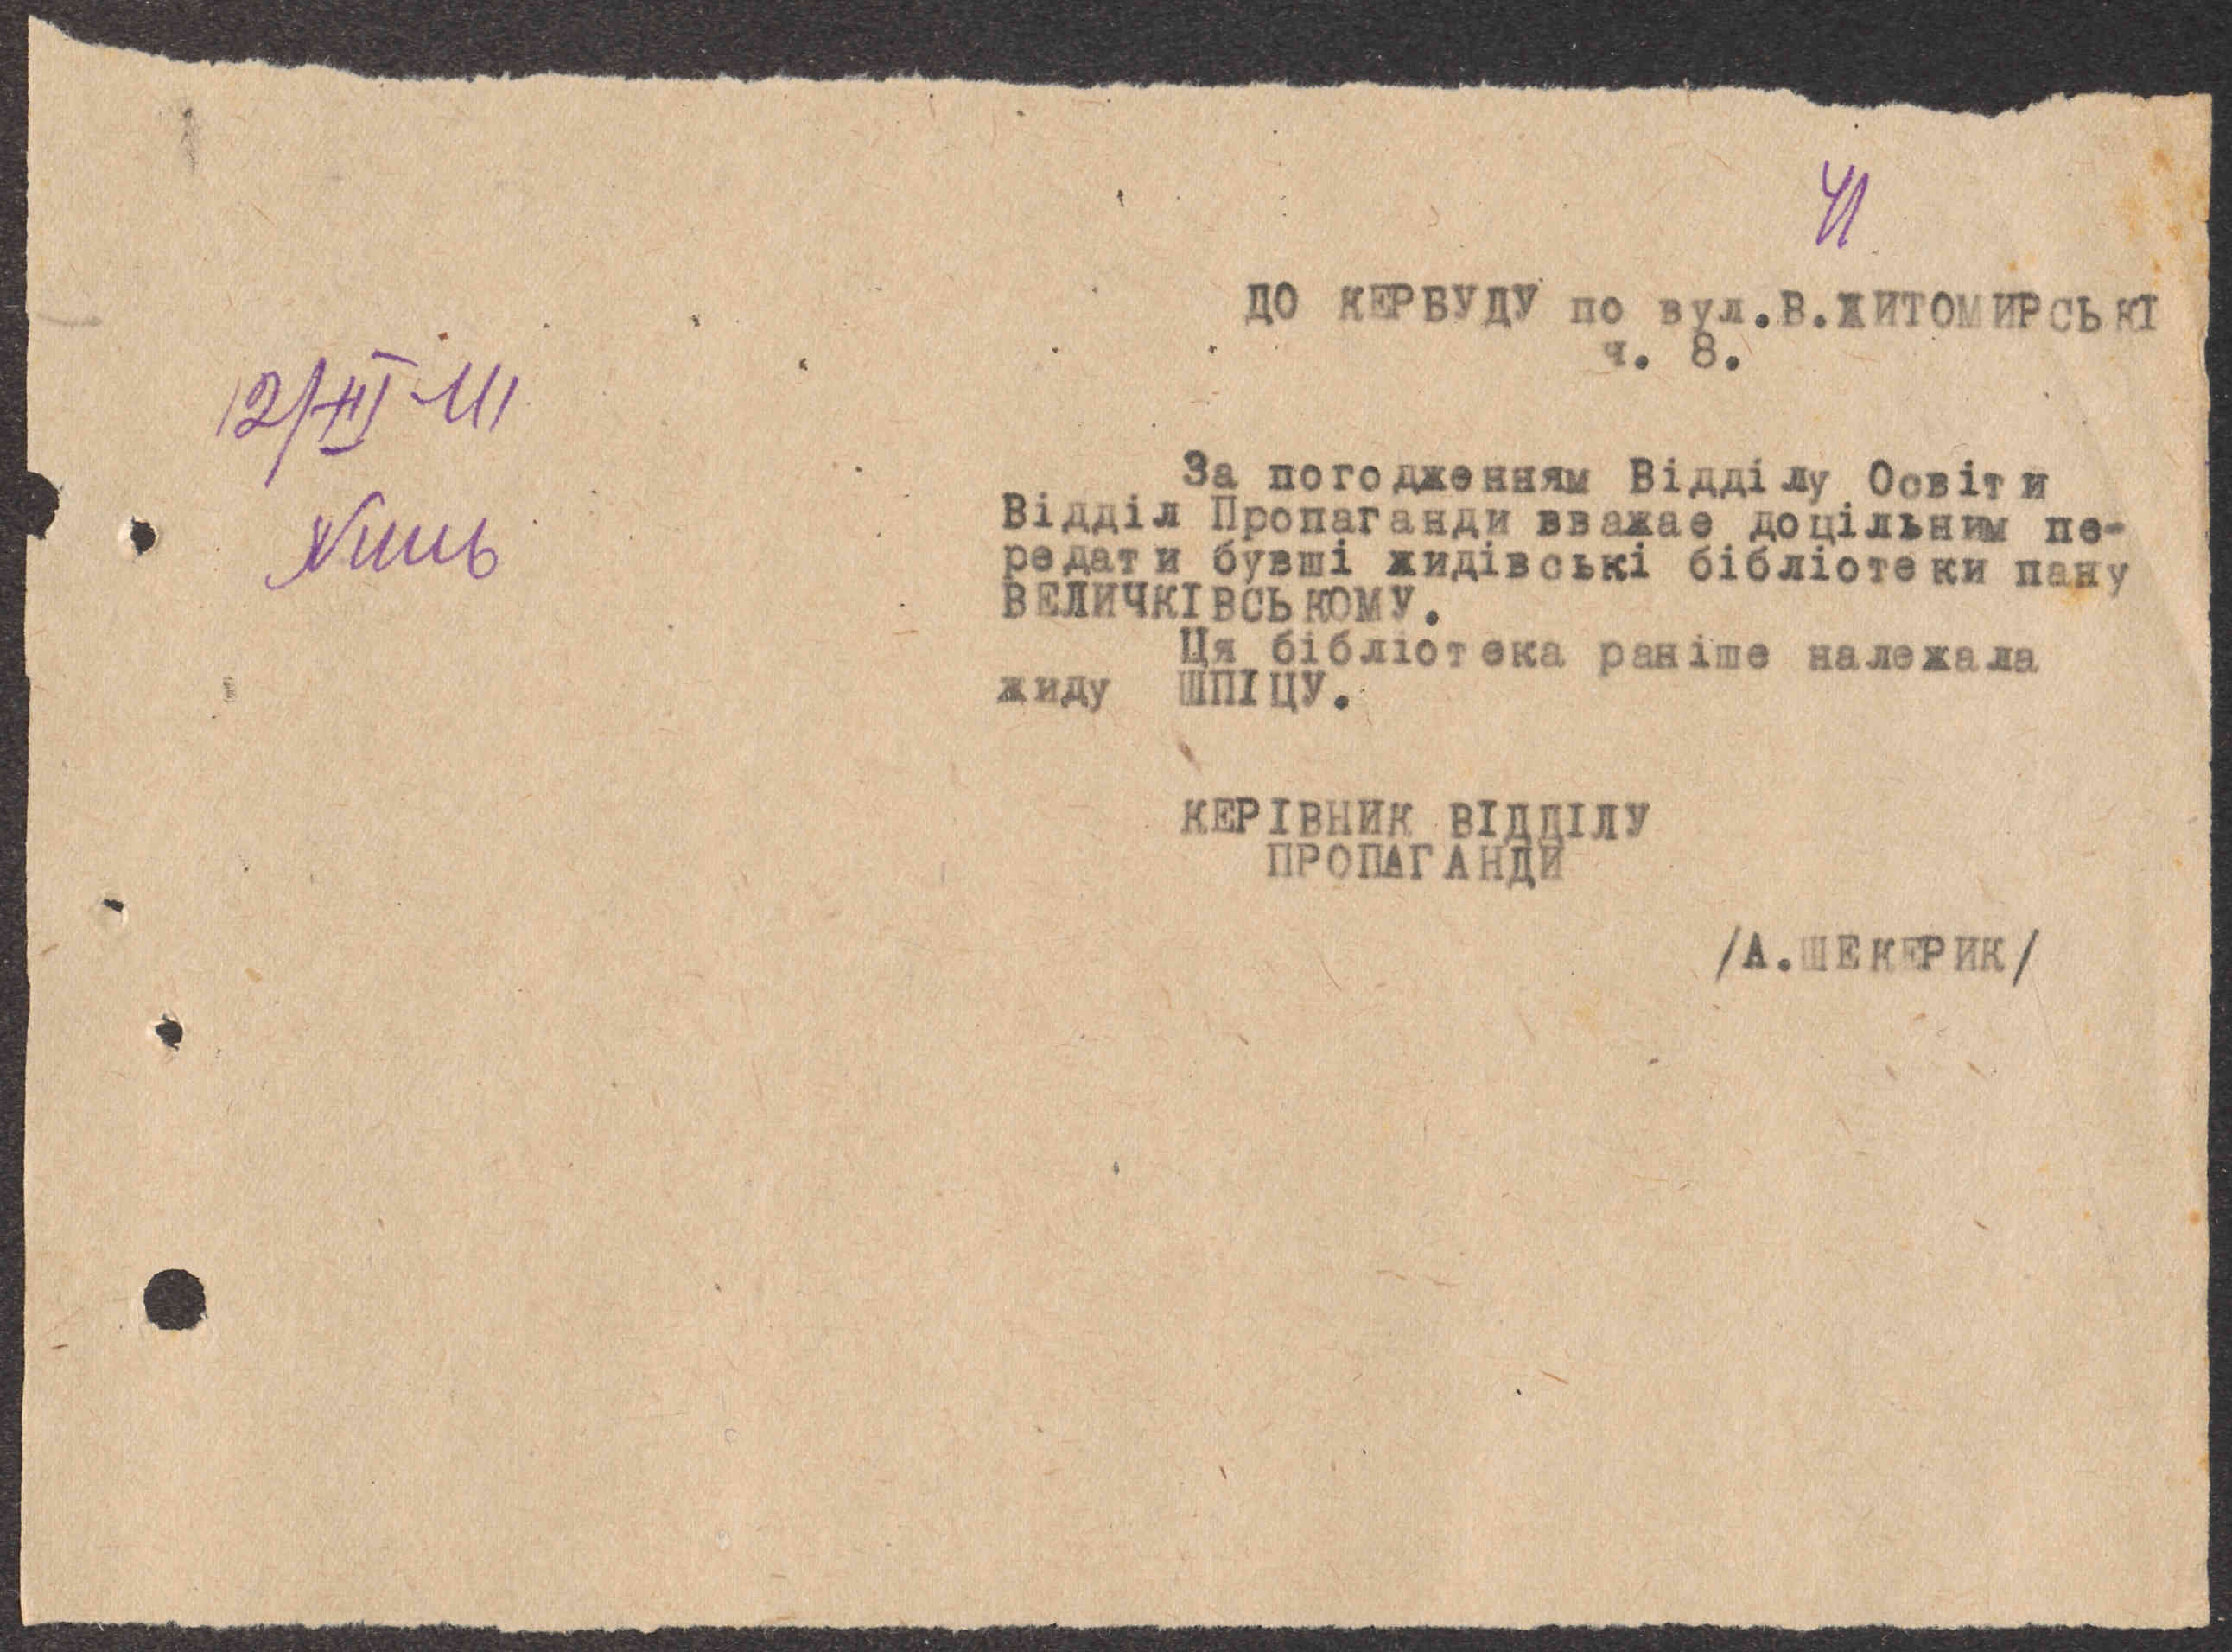 41
ДО КЕРБУДУ по вул.В.ЖИТОМИРСЬКІ
ч. 8.
12/III-41
За погодженням Відділу Освіти
Відділ Пропаганди вважає доцільним пе-
редати бувші жидівські бібліотеки пану
ВЕЛИЧКІВСЬКОМУ.
Ця бібліотека раніше належала
жиду ШПІЦУ.
КЕРІВНИК ВІДДІЛУ
ПРОПАГАНДИ
/А.ШЕКЕРИК/